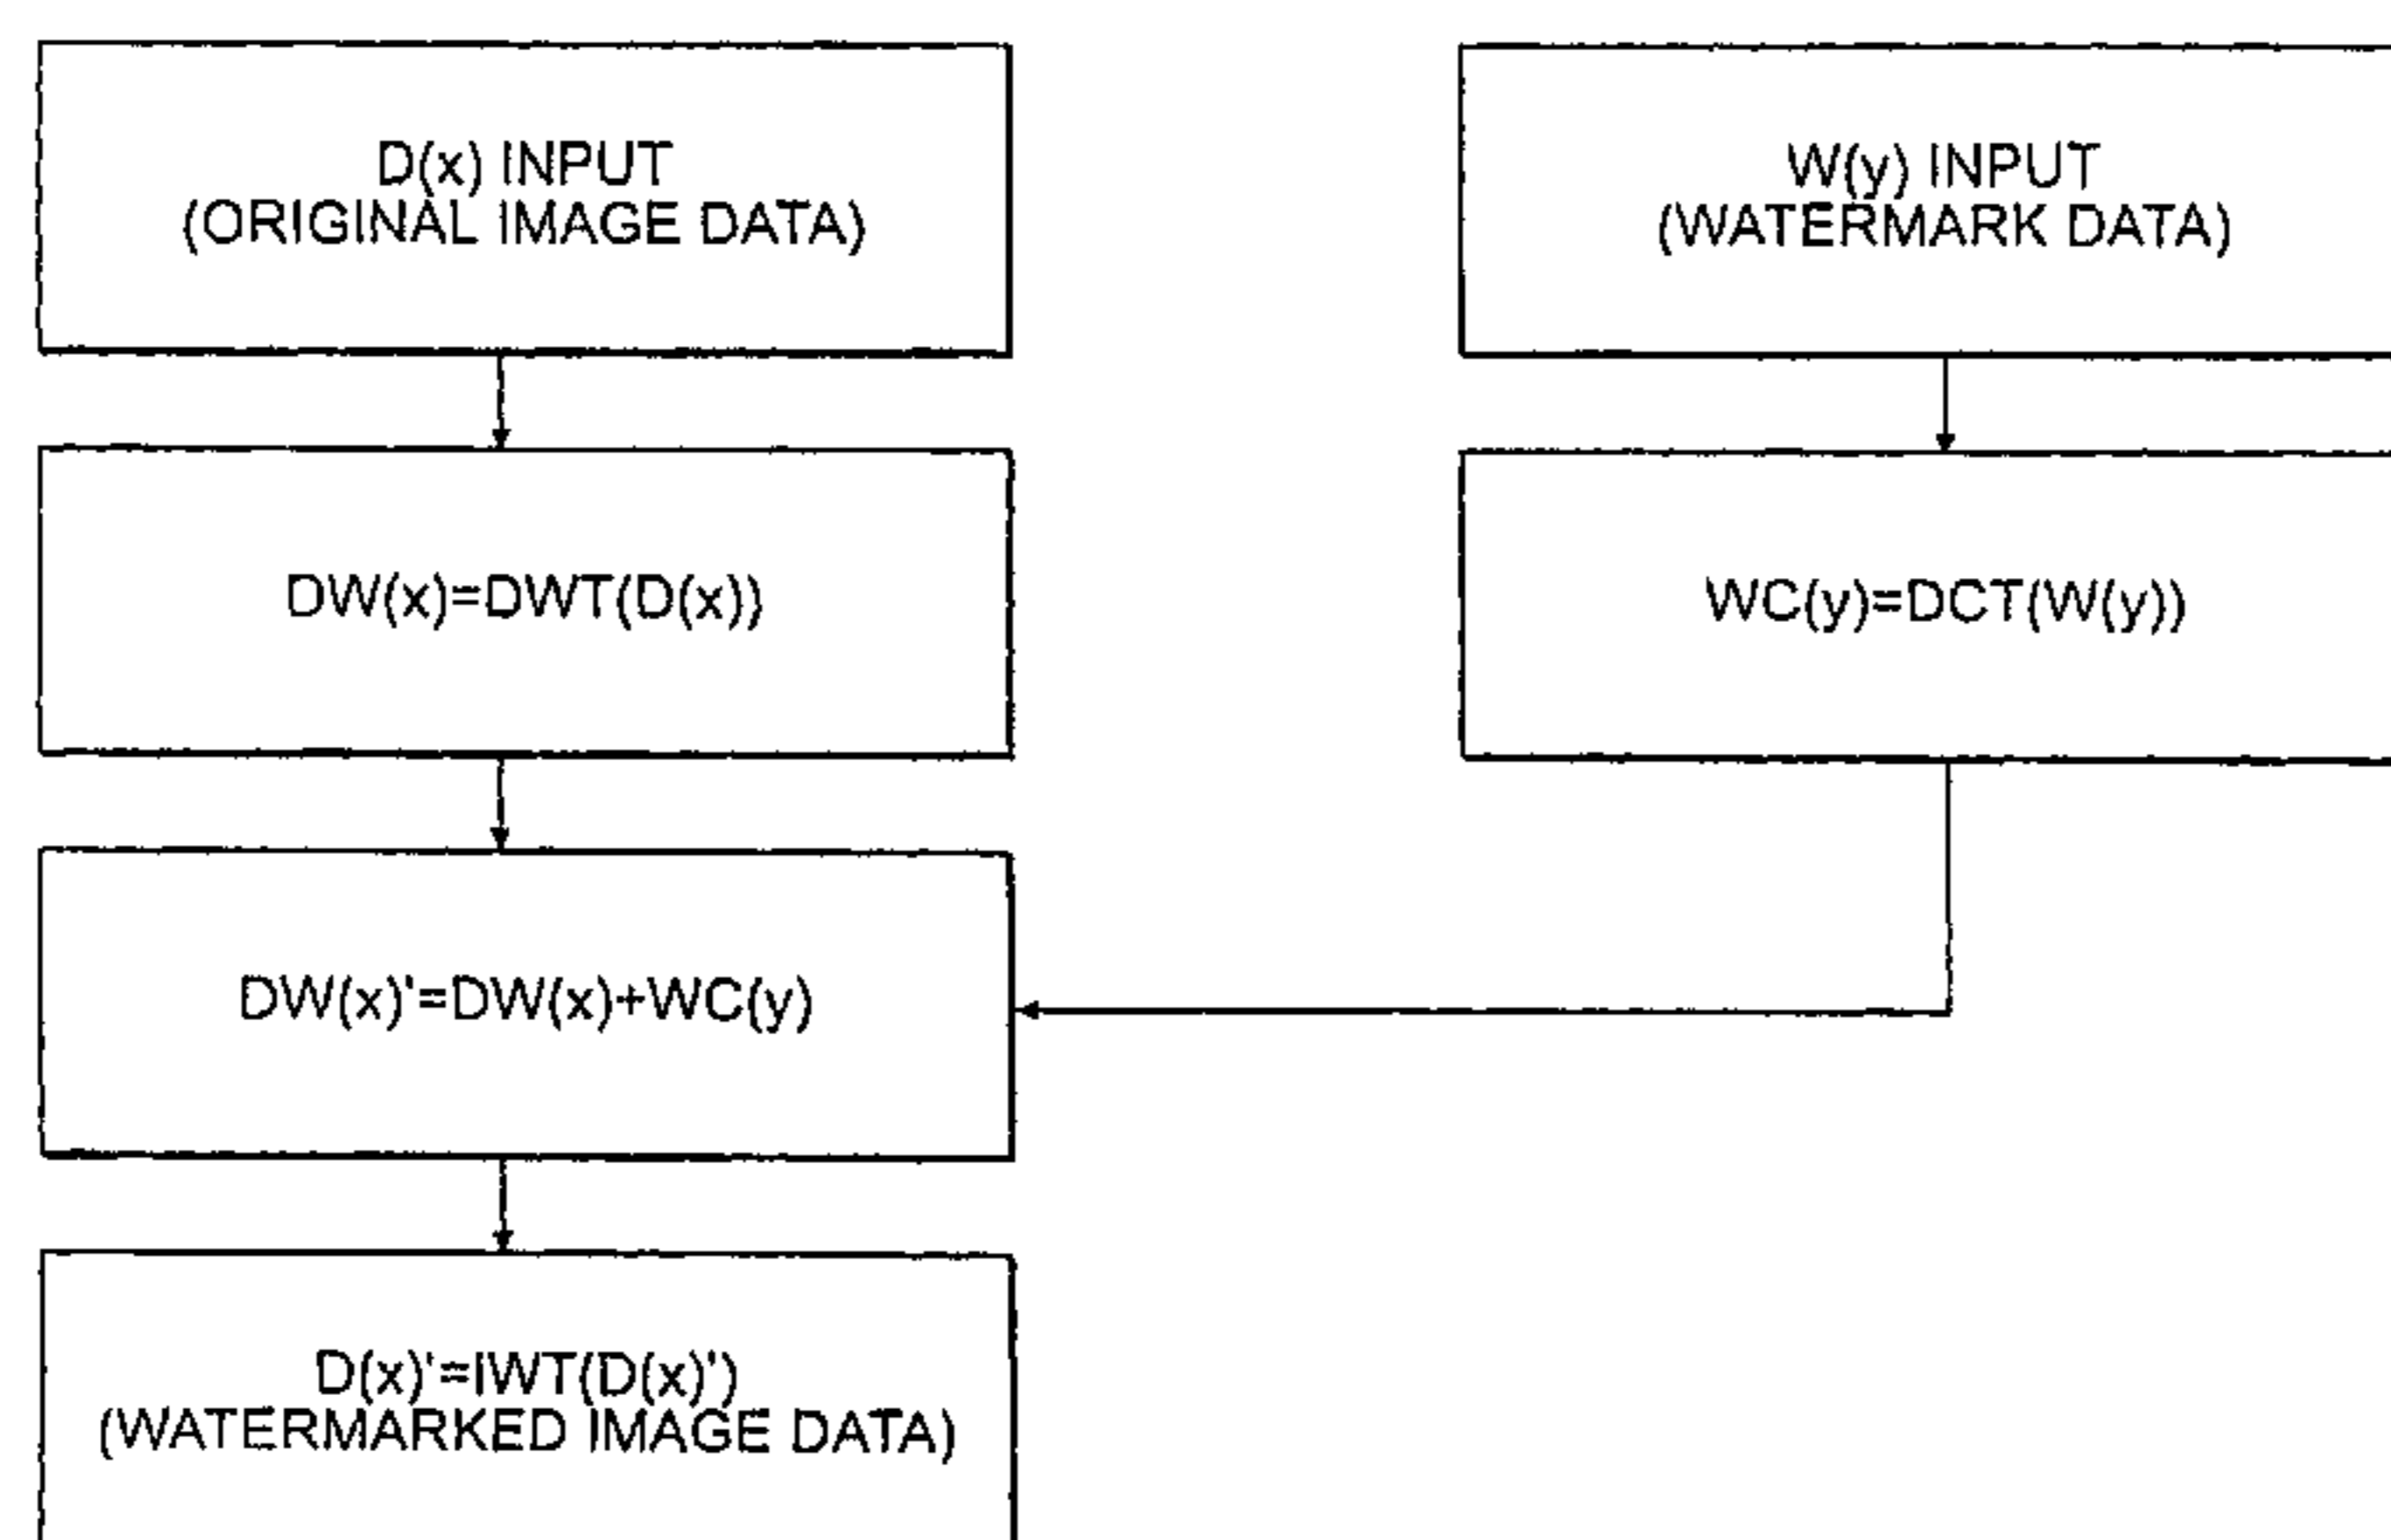 D(x) INPUT
(ORIGINAL IMAGE DATA)
W(y) INPUT
(WATERMARK DATA)
DW(x)=DWT(D(x))
WC(y)=DCT(W(y))
DW(x)'=DW(x)+WC(y)
D(x)'=IWT(D(x)')
(WATERMARKED IMAGE DATA)